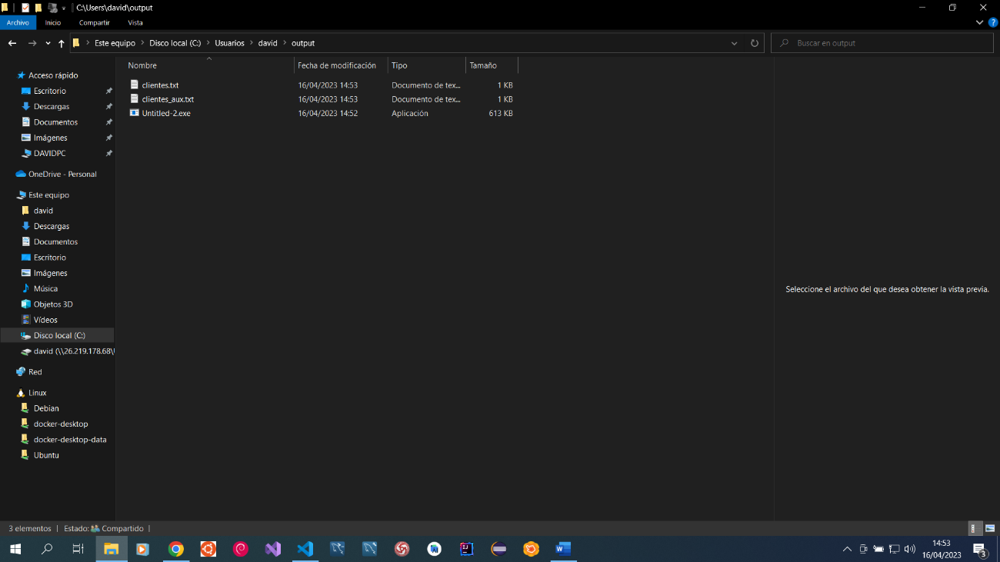 C:\Users\david\output
Archivo Inicio Compartir Vista
Este equipo > Disco local (C:) > Usuarios > david > output
Buscar en output
Nombre Fecha de modificación Tipo Tamaño
clientes.txt 16/04/2023 14:53 Documento de tex... 1 KB
clientes_aux.txt 16/04/2023 14:53 Documento de tex... 1 KB
Untitled-2.exe 16/04/2023 14:52 Aplicación 613 KB
Acceso rápido
Escritorio
Descargas
Documentos
Imágenes
DAVIDPC
OneDrive - Personal
Este equipo
david
Descargas
Documentos
Escritorio
Imágenes
Música
Objetos 3D
Vídeos
Disco local (C:)
david (\\26.219.178.68\
Red
Linux
Debian
docker-desktop
docker-desktop-data
Ubuntu
Seleccione el archivo del que desea obtener la vista previa.
3 elementos | Estado: Compartido |
14:53
16/04/2023
3